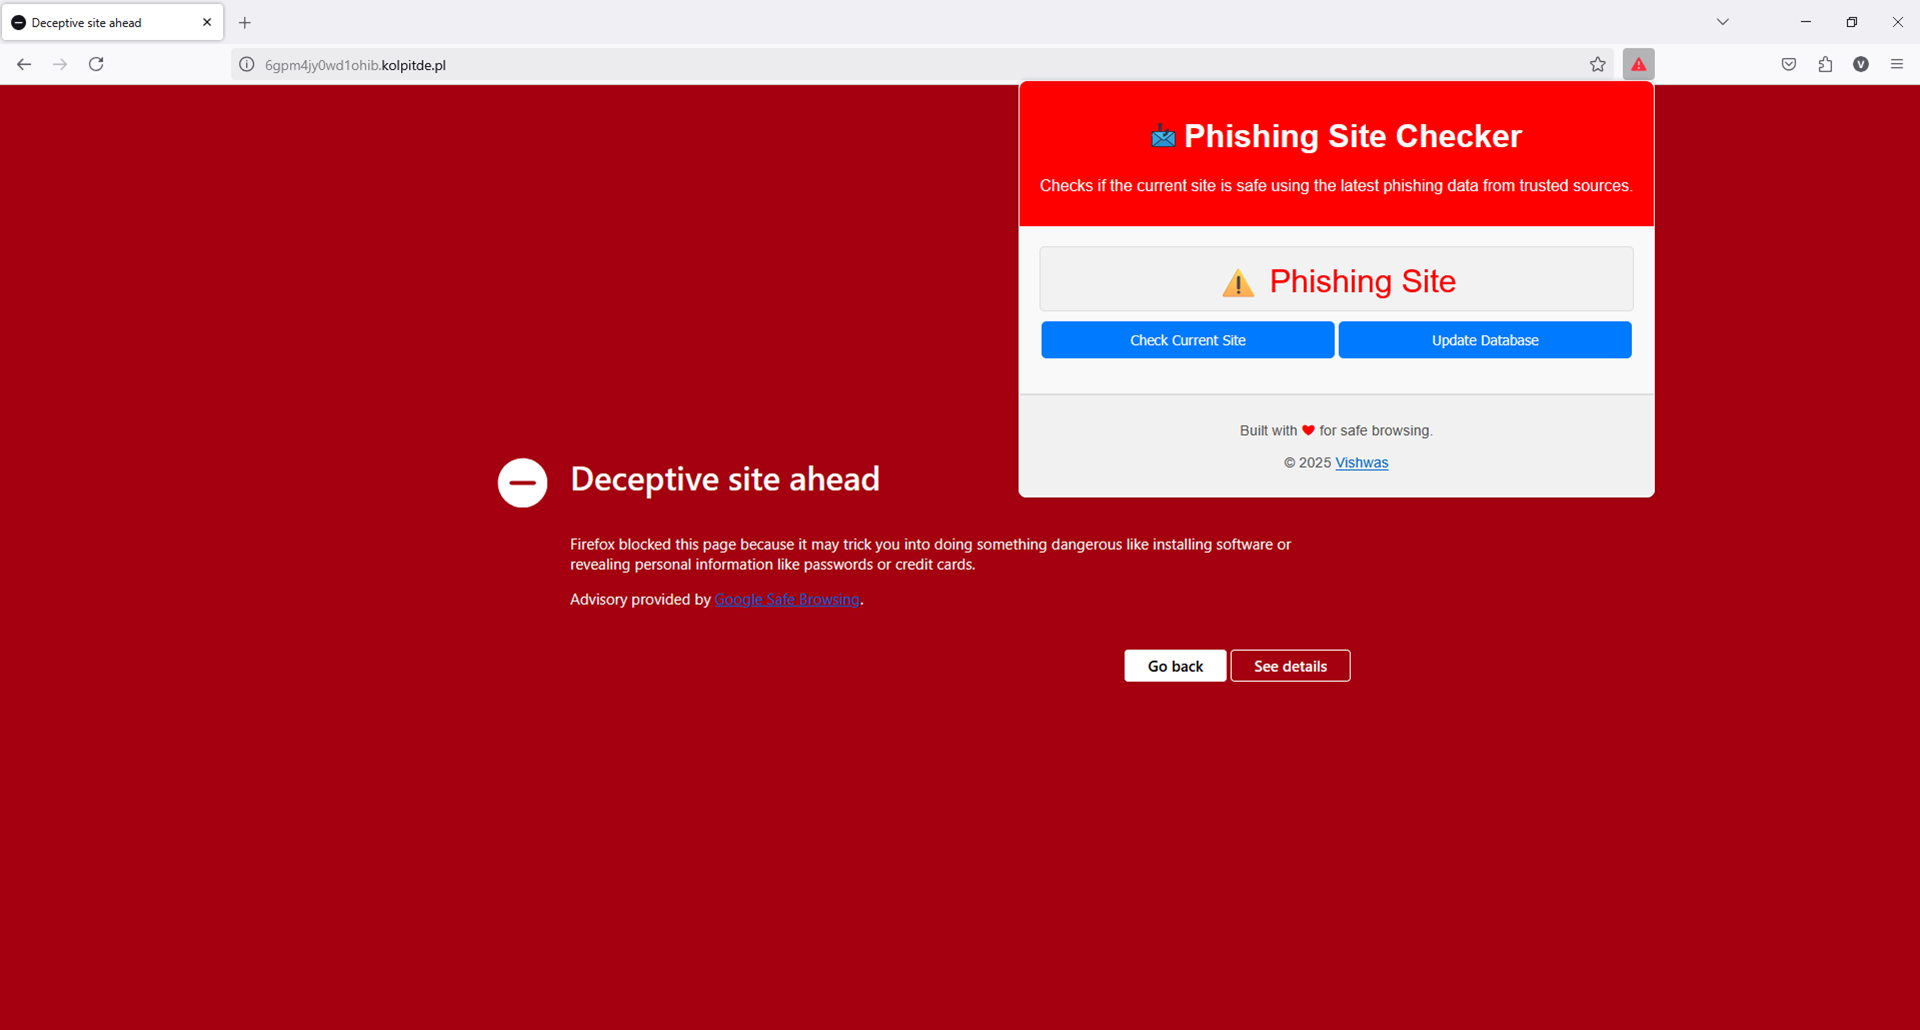 Deceptive site ahead
6gpm4jy0wd1ohib.kolpitde.pl
V
Phishing Site Checker
Checks if the current site is safe using the latest phishing data from trusted sources.
Phishing Site
Check Current Site
Update Database
Built with ❤ for safe browsing.
© 2025 Vishwas
Deceptive site ahead
Firefox blocked this page because it may trick you into doing something dangerous like installing software or
revealing personal information like passwords or credit cards.
Advisory provided by Google Safe Browsing.
Go back
See details